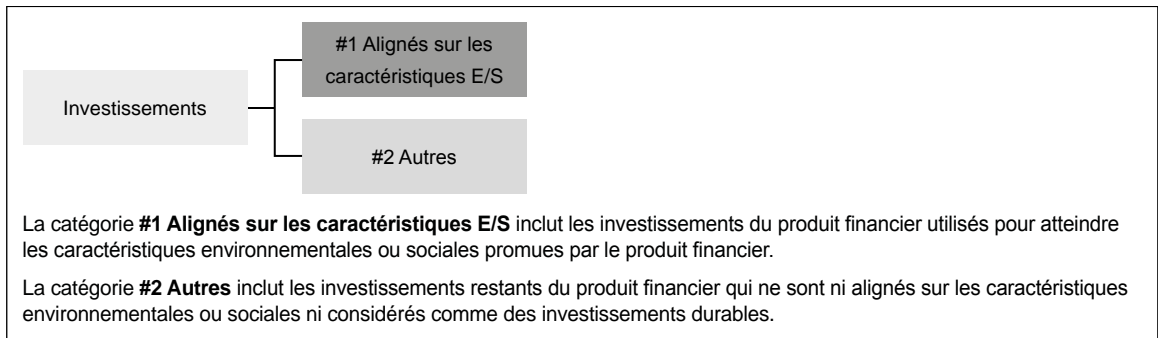 #1 Alignés sur les
caractéristiques E/S
Investissements
#2 Autres
La catégorie #1 Alignés sur les caractéristiques E/S inclut les investissements du produit financier utilisés pour atteindre
les caractéristiques environnementales ou sociales promues par le produit financier.
La catégorie #2 Autres inclut les investissements restants du produit financier qui ne sont ni alignés sur les caractéristiques
environnementales ou sociales ni considérés comme des investissements durables.